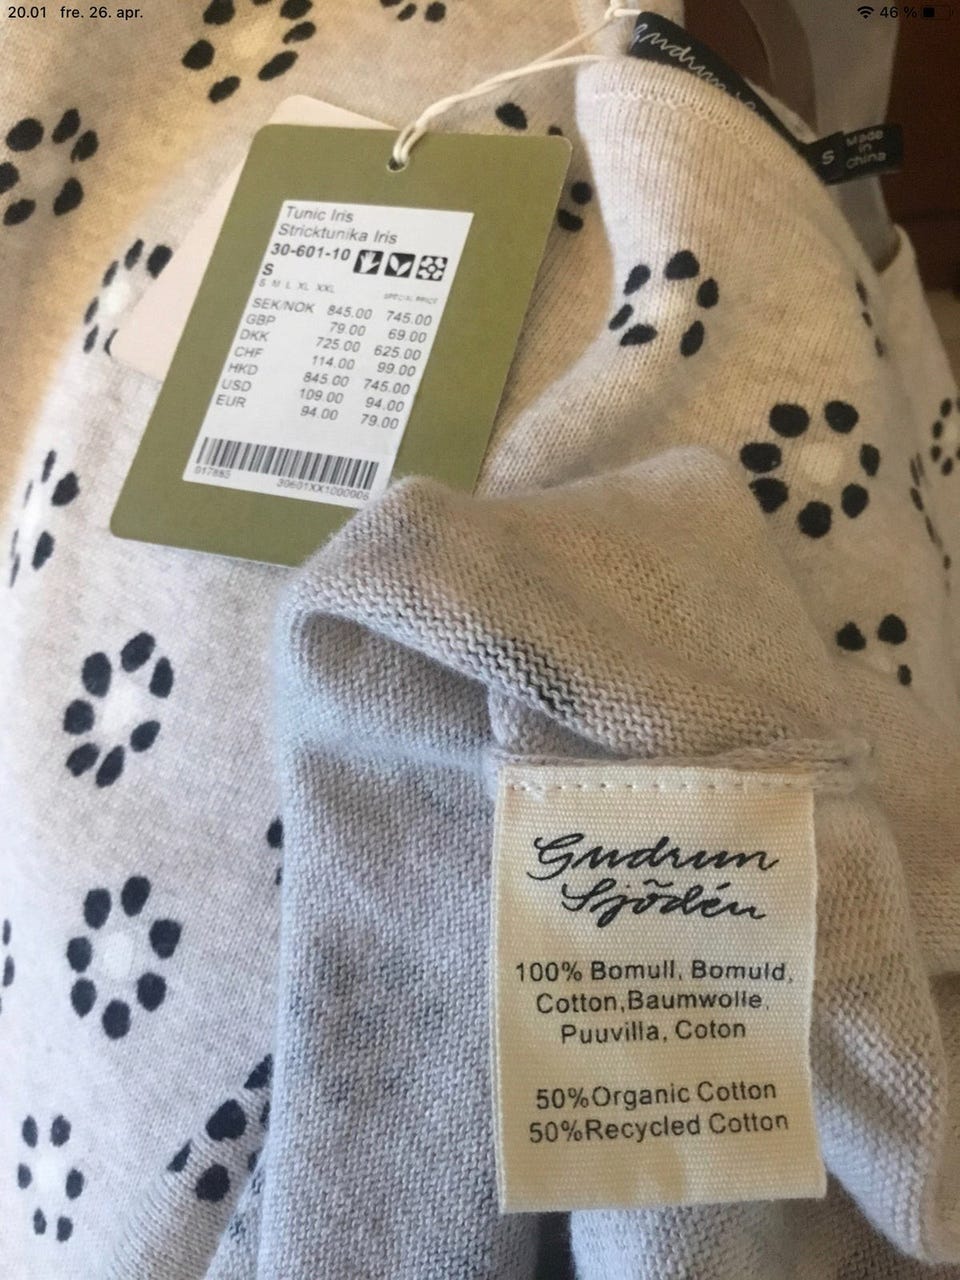 20.01 fre. 26. apr.
46 %
Gudrun
S
Made
in
China
Tunic Iris
Stricktunika Iris
30-601-10
S
S M L XL XXL
SPECIAL PRICE
SEK/NOK 845.00 745.00
GBP 79.00 69.00
DKK 725.00 625.00
CHF 114.00 99.00
HKD 845.00 745.00
USD 109.00 94.00
EUR 94.00 79.00
017885
30601XX1000006
Gudrun
Sjödén
100% Bomull, Bomuld,
Cotton,Baumwolle,
Puuvilla, Coton
50%Organic Cotton
50%Recycled Cotton